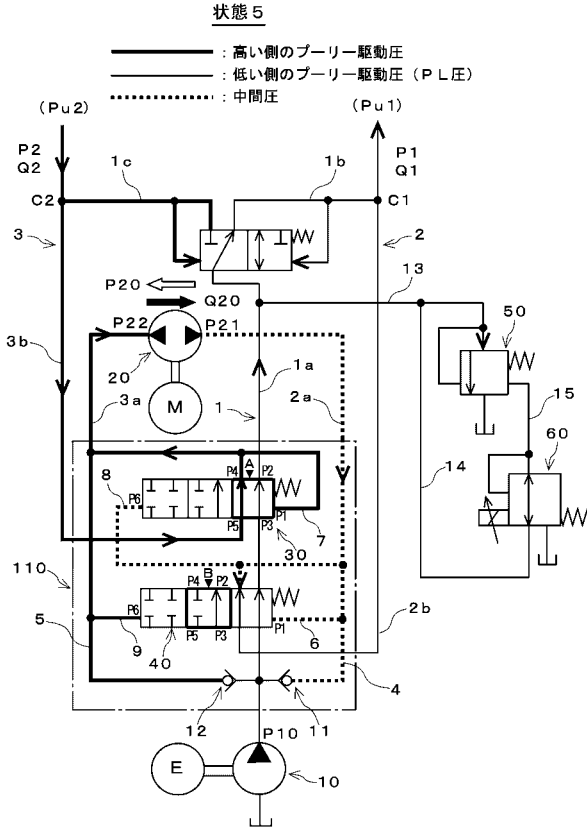 状態５
：高い側のプーリー駆動圧
：低い側のプーリー駆動圧（ＰＬ圧）
：中間圧
（Ｐｕ２）
（Ｐｕ１）
P2
Q2
P1
Q1
1c
1b
C2
C1
3
2
P20
Q20
13
P22
P21
50
20
3b
1a
M
3a
1
2a
15
60
14
8
P4
A
P2
P6
P5
P3
P1
7
30
110
B
P4
P2
P6
P5
P3
P1
2b
5
9
40
6
4
12
11
P10
E
10